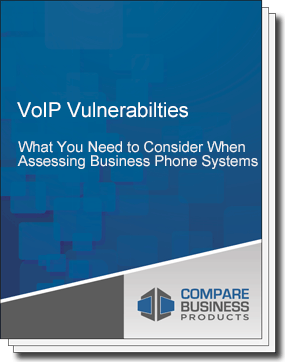 VoIP Vulnerabilties
What You Need to Consider When
Assessing Business Phone Systems
COMPARE
BUSINESS
PRODUCTS